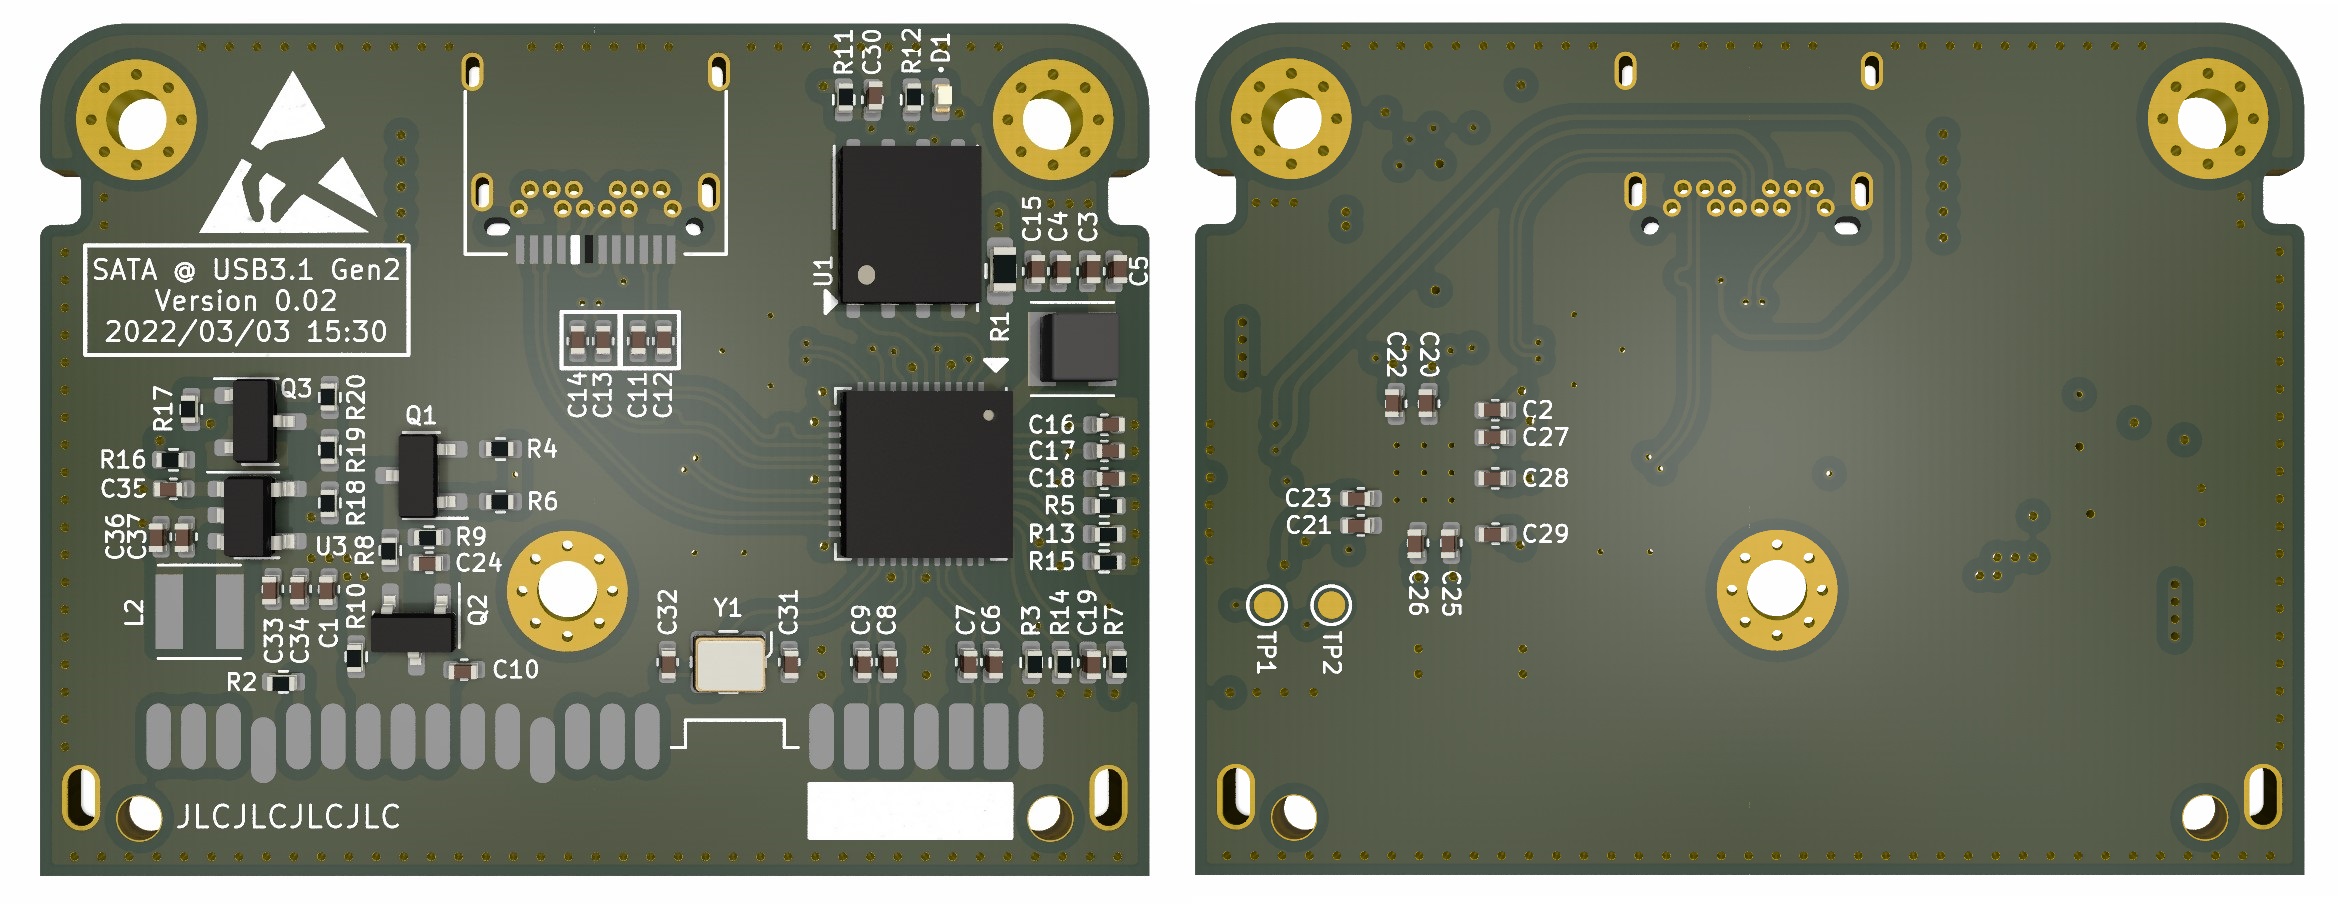 R11
C30
R12
D1
SATA @ USB3.1 Gen2
Version 0.02
2022/03/03 15:30
U1
C15
C4
C3
C5
R1
C14
C13
C11
C12
R17
Q3
R20
Q1
R19
R4
R16
C35
R18
R6
C36
C37
U3
R8
R9
C24
L2
C33
C34
C1
R10
Q2
R2
C10
C16
C17
C18
R5
R13
R15
C32
Y1
C31
C9
C8
C7
C6
R3
R14
C19
R7
JLCJLCJLCJLC
C22
C20
C2
C27
C28
C23
C21
C29
C26
C25
TP1
TP2